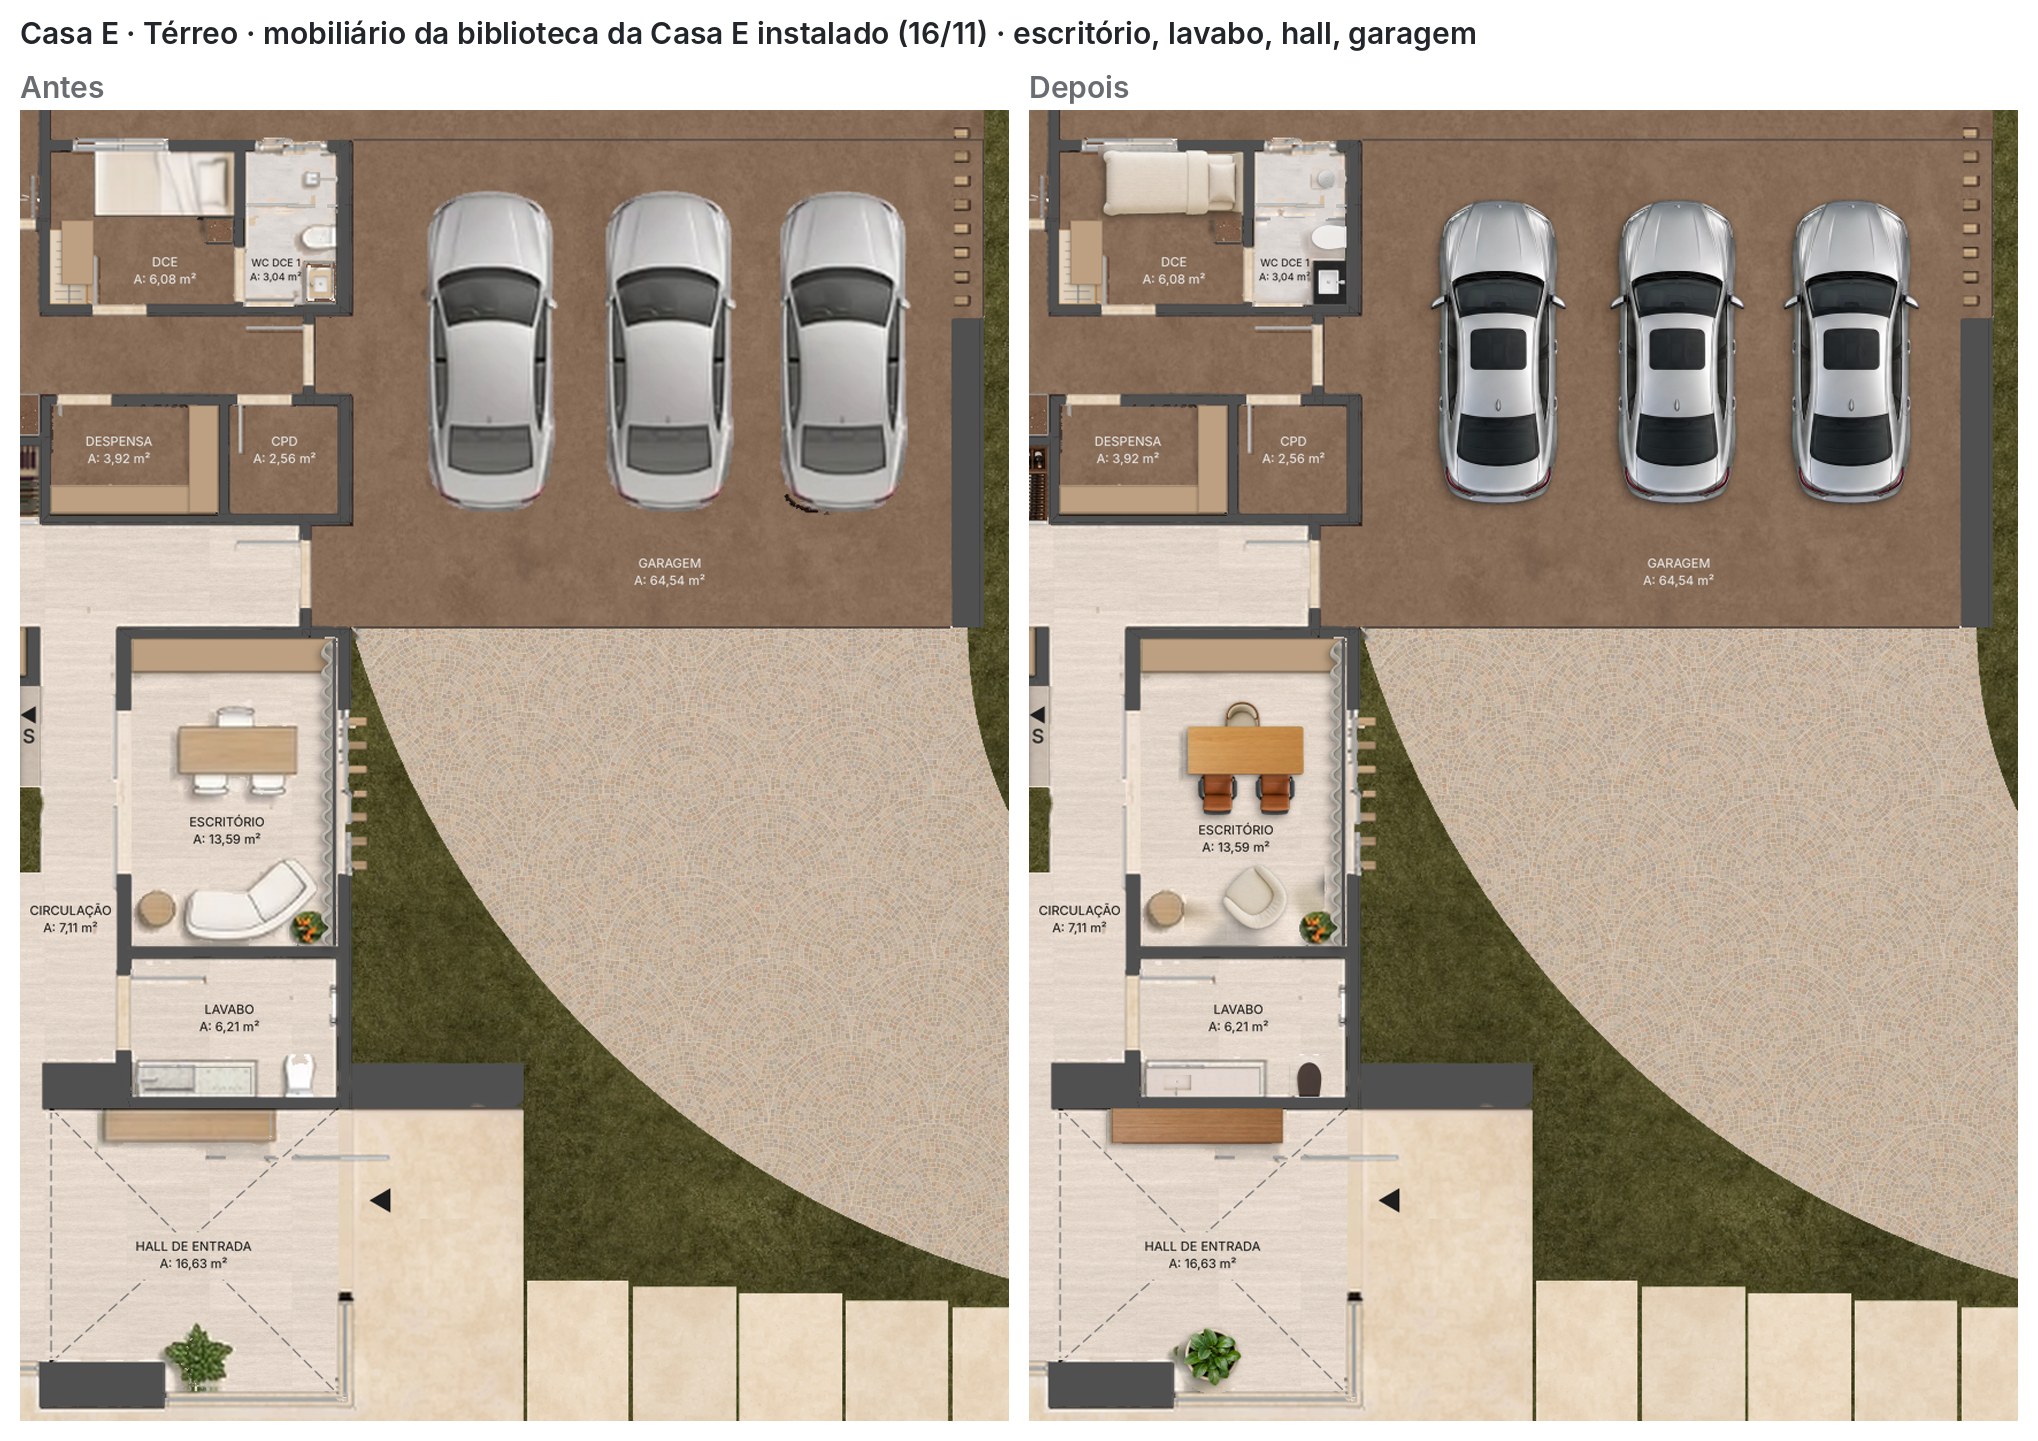 Casa E · Térreo · mobiliário da biblioteca da Casa E instalado (16/11) · escritório, lavabo, hall, garagem
Antes
DCE
A: 6,08 m²
WC DCE 1
A: 3,04 m²
DESPENSA
A: 3,92 m²
CPD
A: 2,56 m²
GARAGEM
A: 64,54 m²
S
ESCRITÓRIO
A: 13,59 m²
CIRCULAÇÃO
A: 7,11 m²
LAVABO
A: 6,21 m²
HALL DE ENTRADA
A: 16,63 m²
Depois
DCE
A: 6,08 m²
WC DCE 1
A: 3,04 m²
DESPENSA
A: 3,92 m²
CPD
A: 2,56 m²
GARAGEM
A: 64,54 m²
S
ESCRITÓRIO
A: 13,59 m²
CIRCULAÇÃO
A: 7,11 m²
LAVABO
A: 6,21 m²
HALL DE ENTRADA
A: 16,63 m²